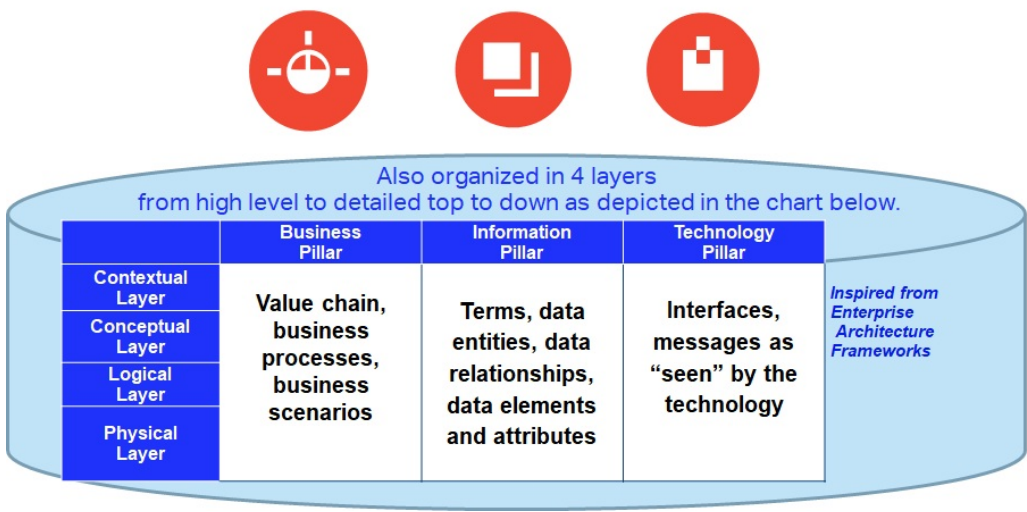 Also organized in 4 layers
from high level to detailed top to down as depicted in the chart below.
Business
Pillar
Information
Pillar
Technology
Pillar
Contextual
Layer
Conceptual
Layer
Logical
Layer
Physical
Layer
Value chain,
business
processes,
business
scenarios
Terms, data
entities, data
relationships,
data elements
and attributes
Interfaces,
messages as
“seen” by the
technology
Inspired from
Enterprise
Architecture
Frameworks